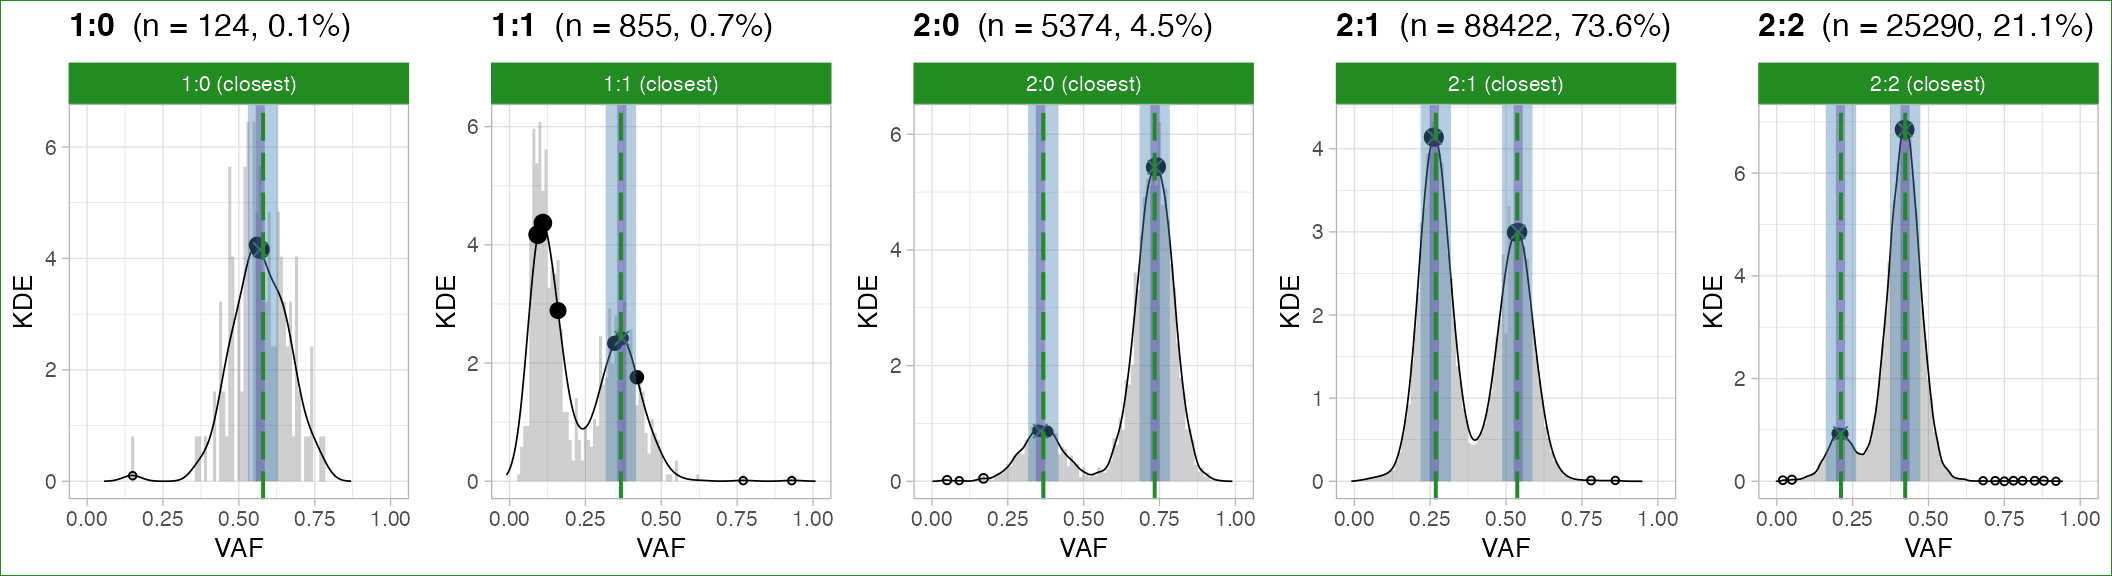 1:0 (n = 124, 0.1%)
1:0 (closest)
KDE
6
4
2
0
0.00 0.25 0.50 0.75 1.00
VAF
1:1 (n = 855, 0.7%)
1:1 (closest)
KDE
6
4
2
0
0.00 0.25 0.50 0.75 1.00
VAF
2:0 (n = 5374, 4.5%)
2:0 (closest)
KDE
6
4
2
0
0.00 0.25 0.50 0.75 1.00
VAF
2:1 (n = 88422, 73.6%)
2:1 (closest)
KDE
4
3
2
1
0
0.00 0.25 0.50 0.75 1.00
VAF
2:2 (n = 25290, 21.1%)
2:2 (closest)
KDE
6
4
2
0
0.00 0.25 0.50 0.75 1.00
VAF